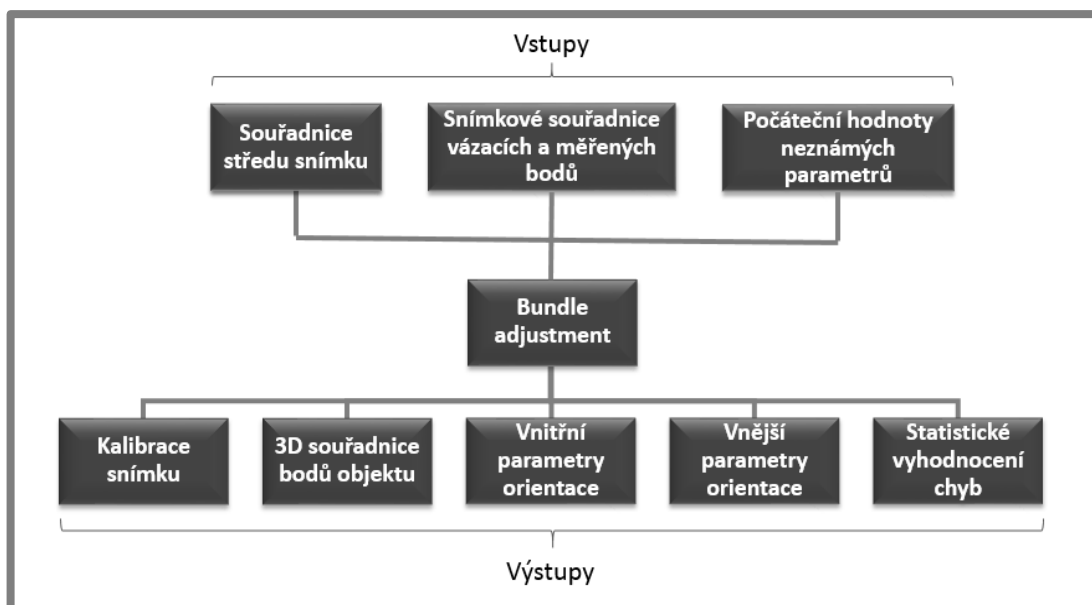 Vstupy
Souřadnice
středu snímku
Snímkové souřadnice
vázacích a měřených
bodů
Počáteční hodnoty
neznámých
parametrů
Bundle
adjustment
Kalibrace
snímku
3D souřadnice
bodů objektu
Vnitřní
parametry
orientace
Vnější
parametry
orientace
Statistické
vyhodnocení
chyb
Výstupy